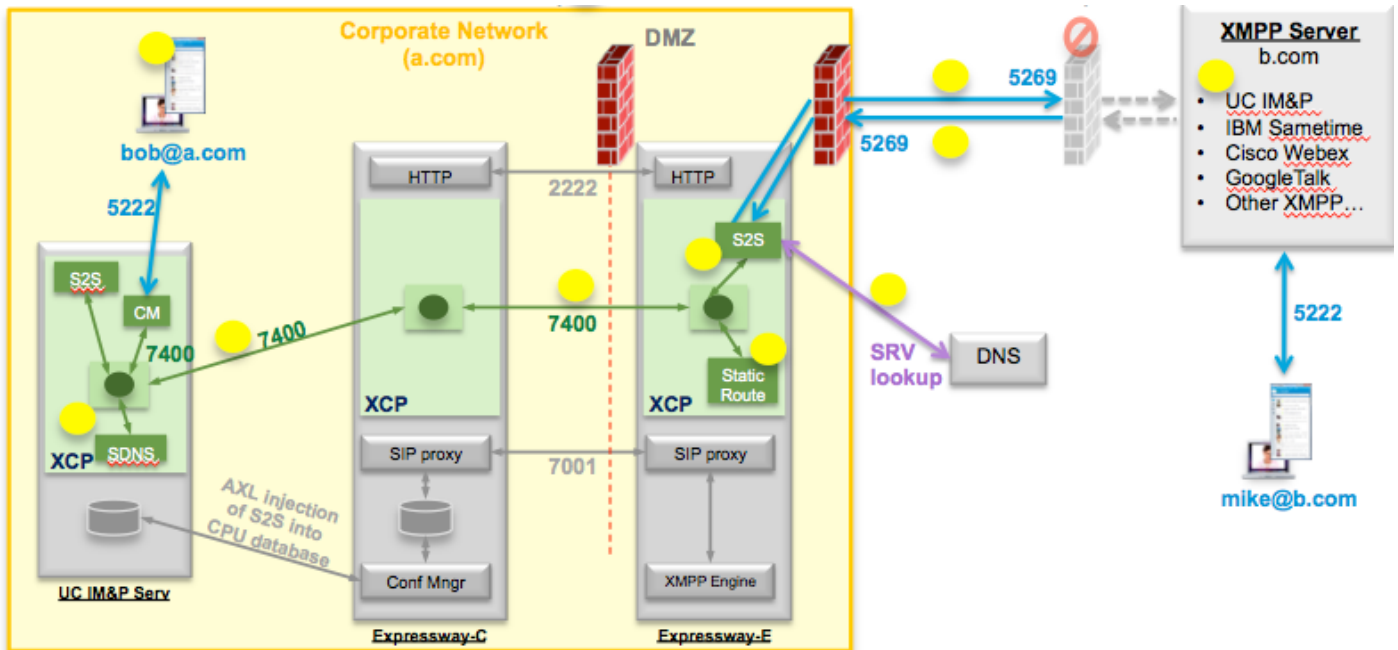 Corporate Network
(a.com)
DMZ
XMPP Server
b.com
• UC IM&P
• IBM Sametime
• Cisco Webex
• GoogleTalk
• Other XMPP…
5269
5269
bob@a.com
5222
HTTP
2222
HTTP
S2S
S2S
CM
7400
7400
7400
SDNS
XCP
XCP
Static
Route
XCP
SRV
lookup
DNS
5222
mike@b.com
SIP proxy
7001
SIP proxy
AXL injection
of S2S into
CPU database
Conf Mngr
XMPP Engine
UC IM&P Serv
Expressway-C
Expressway-E